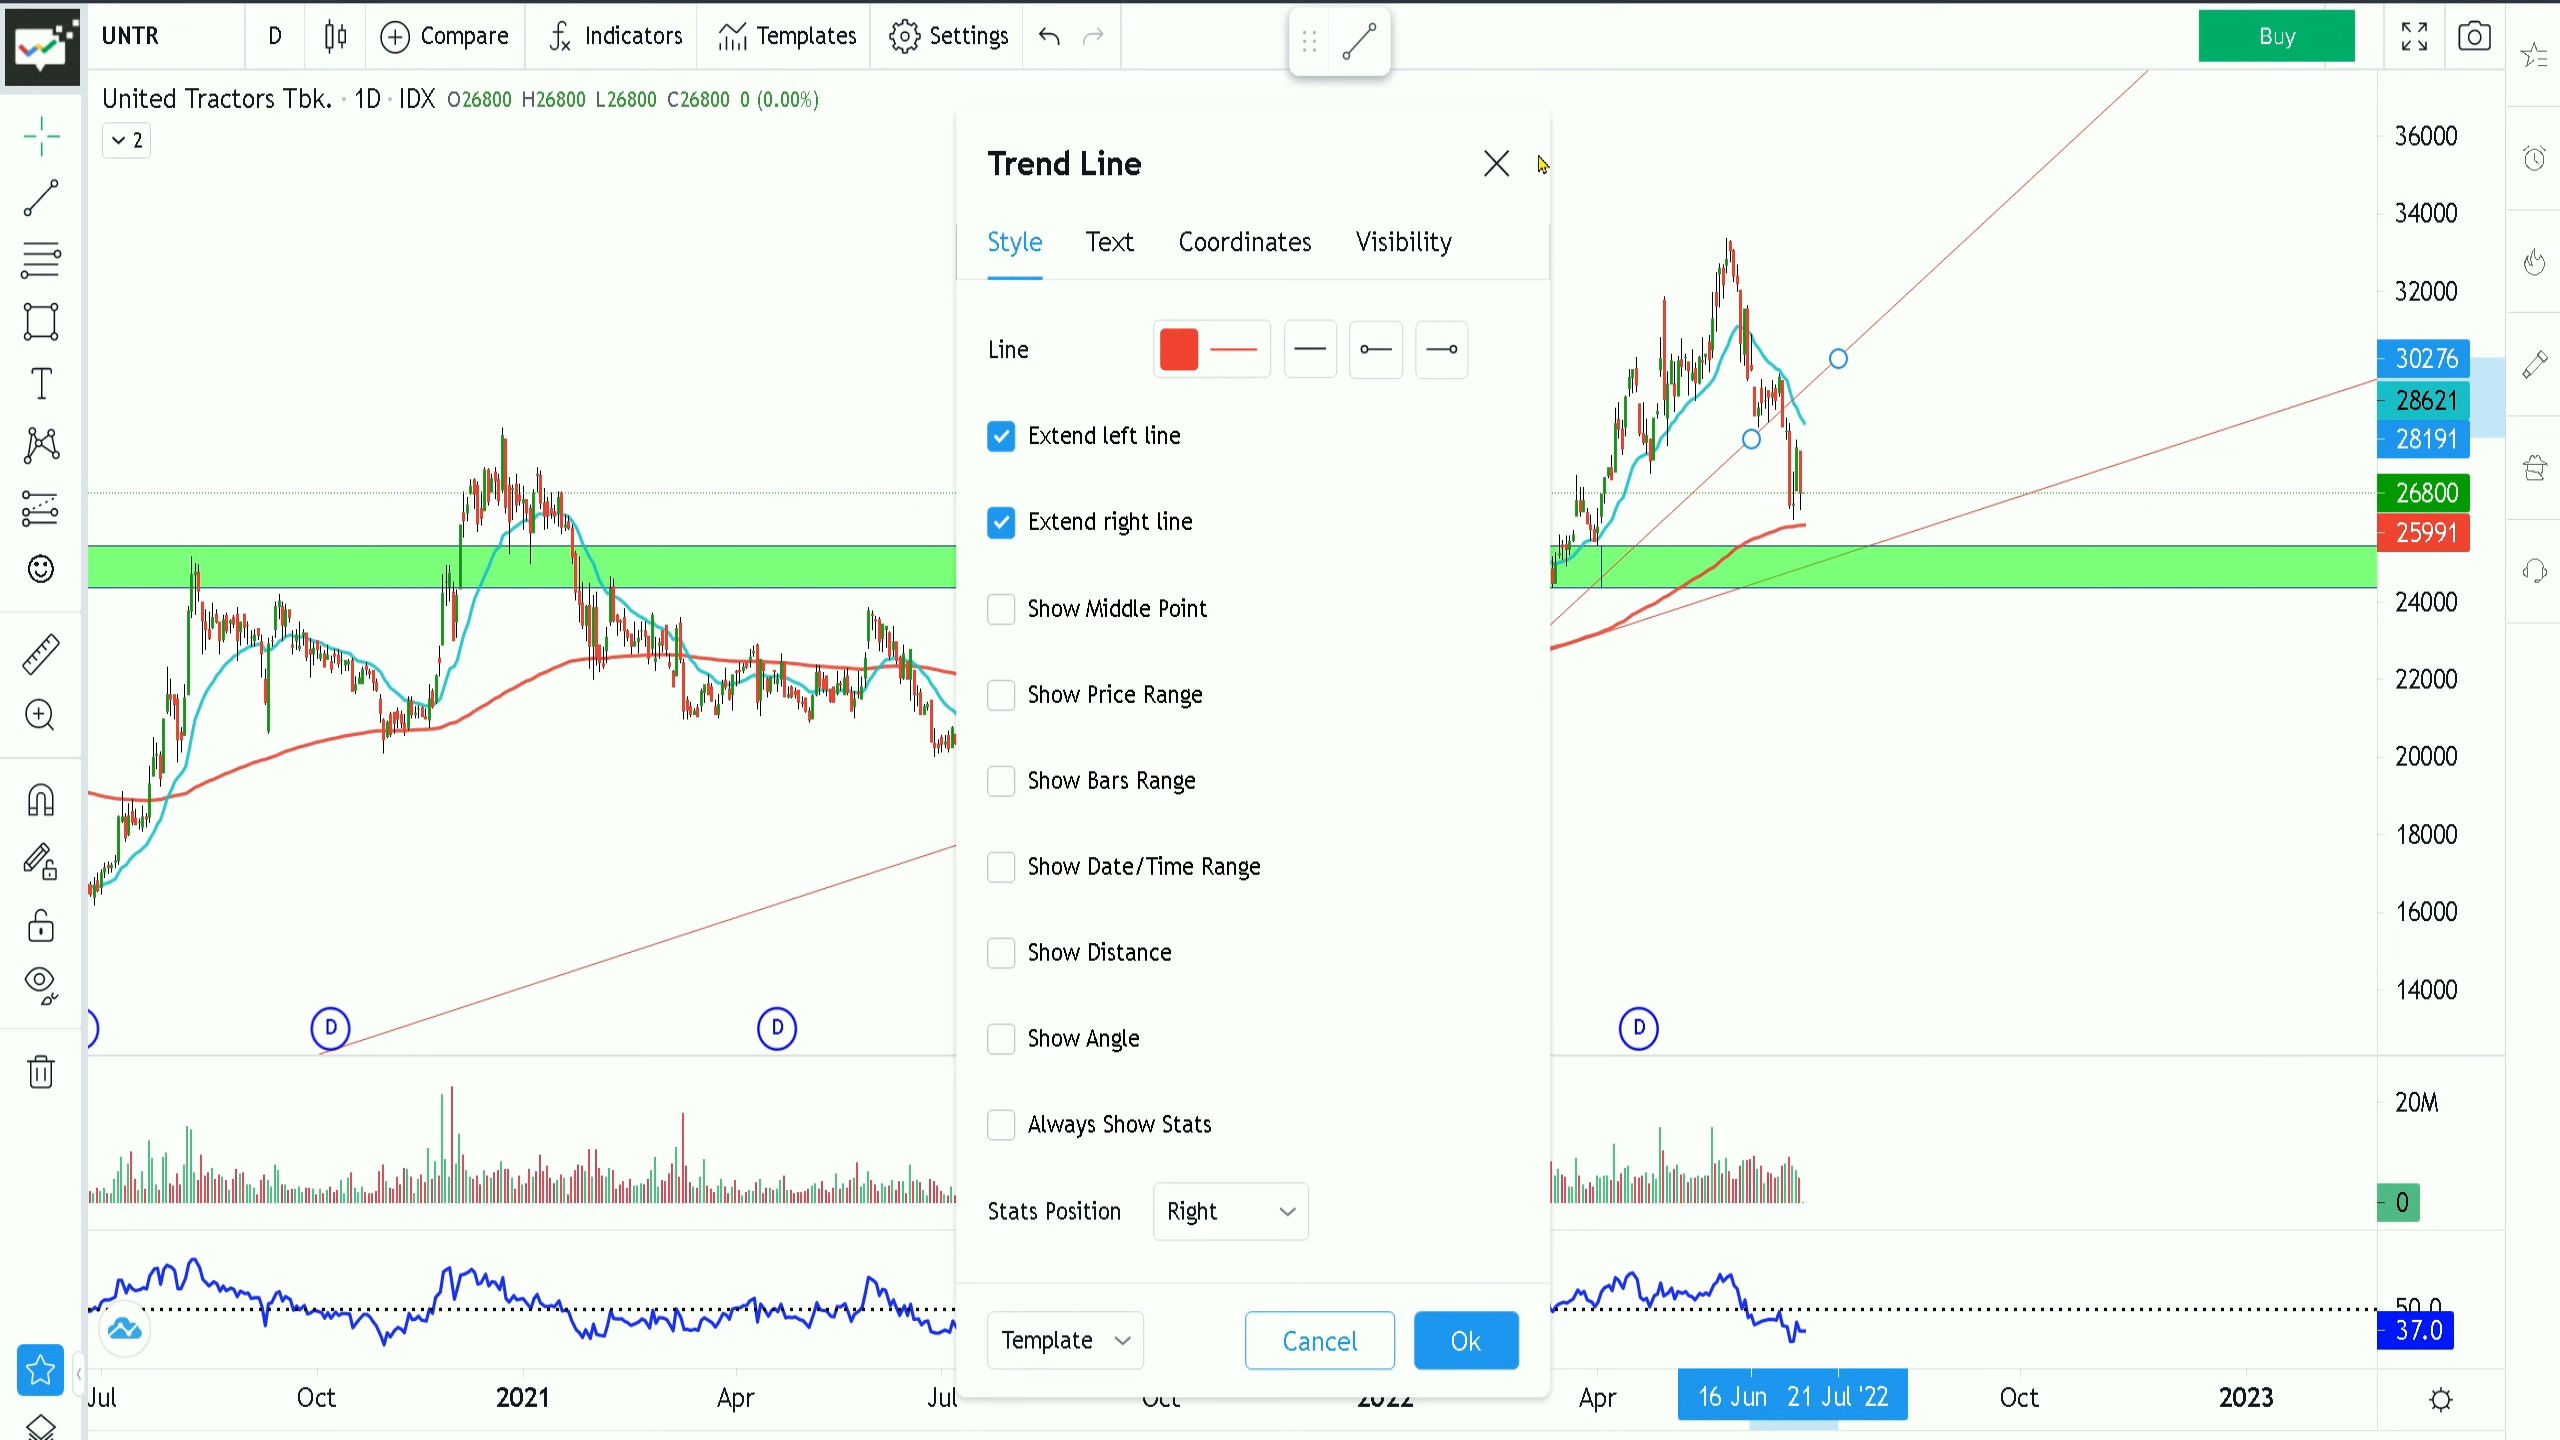 UNTR
D
Compare
Indicators
Templates
Settings
Buy
United Tractors Tbk. · 1D · IDX O26800 H26800 L26800 C26800 0 (0.00%)
2
Trend Line
Style Text Coordinates Visibility
Line
Extend left line
Extend right line
Show Middle Point
Show Price Range
Show Bars Range
Show Date/Time Range
Show Distance
Show Angle
Always Show Stats
Stats Position Right
Template Cancel Ok
T
D
D
D
36000
34000
32000
30276
28621
28191
26800
25991
24000
22000
20000
18000
16000
14000
20M
0
50.0
37.0
Jul Oct 2021 Apr Jul Oct 2022 Apr 16 Jun 21 Jul '22 Oct 2023